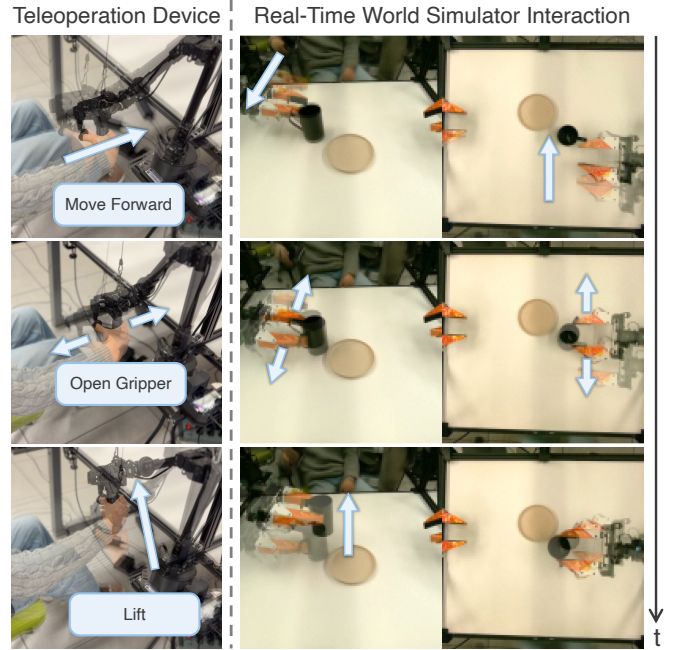 Teleoperation Device
Real-Time World Simulator Interaction
Move Forward
Open Gripper
Lift
t